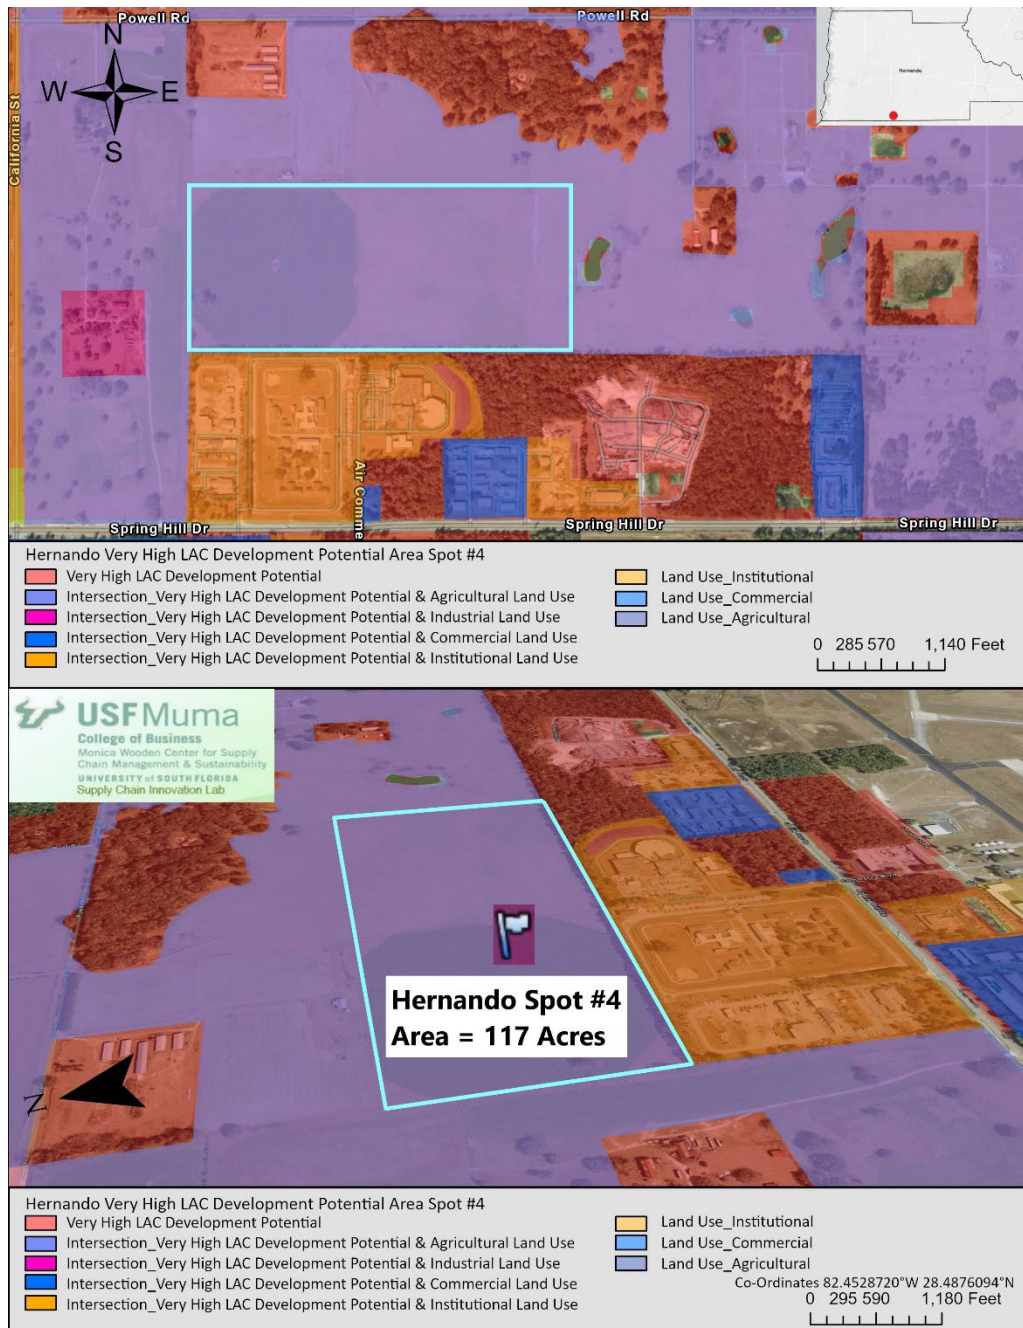 Powell Rd
Powell Rd
N
W
E
S
California St
Hernando
Air Comme
Spring Hill Dr
Spring Hill Dr
Spring Hill Dr
Hernando Very High LAC Development Potential Area Spot #4
Very High LAC Development Potential
Intersection_Very High LAC Development Potential & Agricultural Land Use
Intersection_Very High LAC Development Potential & Industrial Land Use
Intersection_Very High LAC Development Potential & Commercial Land Use
Intersection_Very High LAC Development Potential & Institutional Land Use
Land Use_Institutional
Land Use_Commercial
Land Use_Agricultural
0 285 570 1,140 Feet
USF Muma
College of Business
Monica Wooden Center for Supply
Chain Management & Sustainability
UNIVERSITY of SOUTH FLORIDA
Supply Chain Innovation Lab
Hernando Spot #4
Area = 117 Acres
N
Hernando Very High LAC Development Potential Area Spot #4
Very High LAC Development Potential
Intersection_Very High LAC Development Potential & Agricultural Land Use
Intersection_Very High LAC Development Potential & Industrial Land Use
Intersection_Very High LAC Development Potential & Commercial Land Use
Intersection_Very High LAC Development Potential & Institutional Land Use
Land Use_Institutional
Land Use_Commercial
Land Use_Agricultural
Co-Ordinates 82.4528720°W 28.4876094°N
0 295 590 1,180 Feet